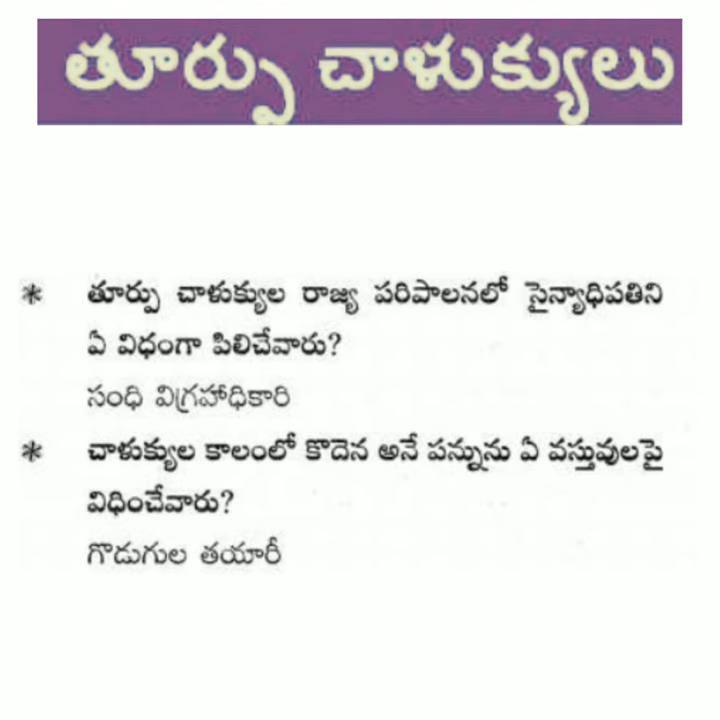 తూర్పు చాళుక్యులు
* తూర్పు చాళుక్యుల రాజ్య పరిపాలనలో సైన్యాధిపతిని
ఏ విధంగా పిలిచేవారు?
సంధి విగ్రహాధికారి
* చాళుక్యుల కాలంలో కొడెన అనే పన్నును ఏ వస్తువులపై
విధించేవారు?
గొడుగుల తయారీ